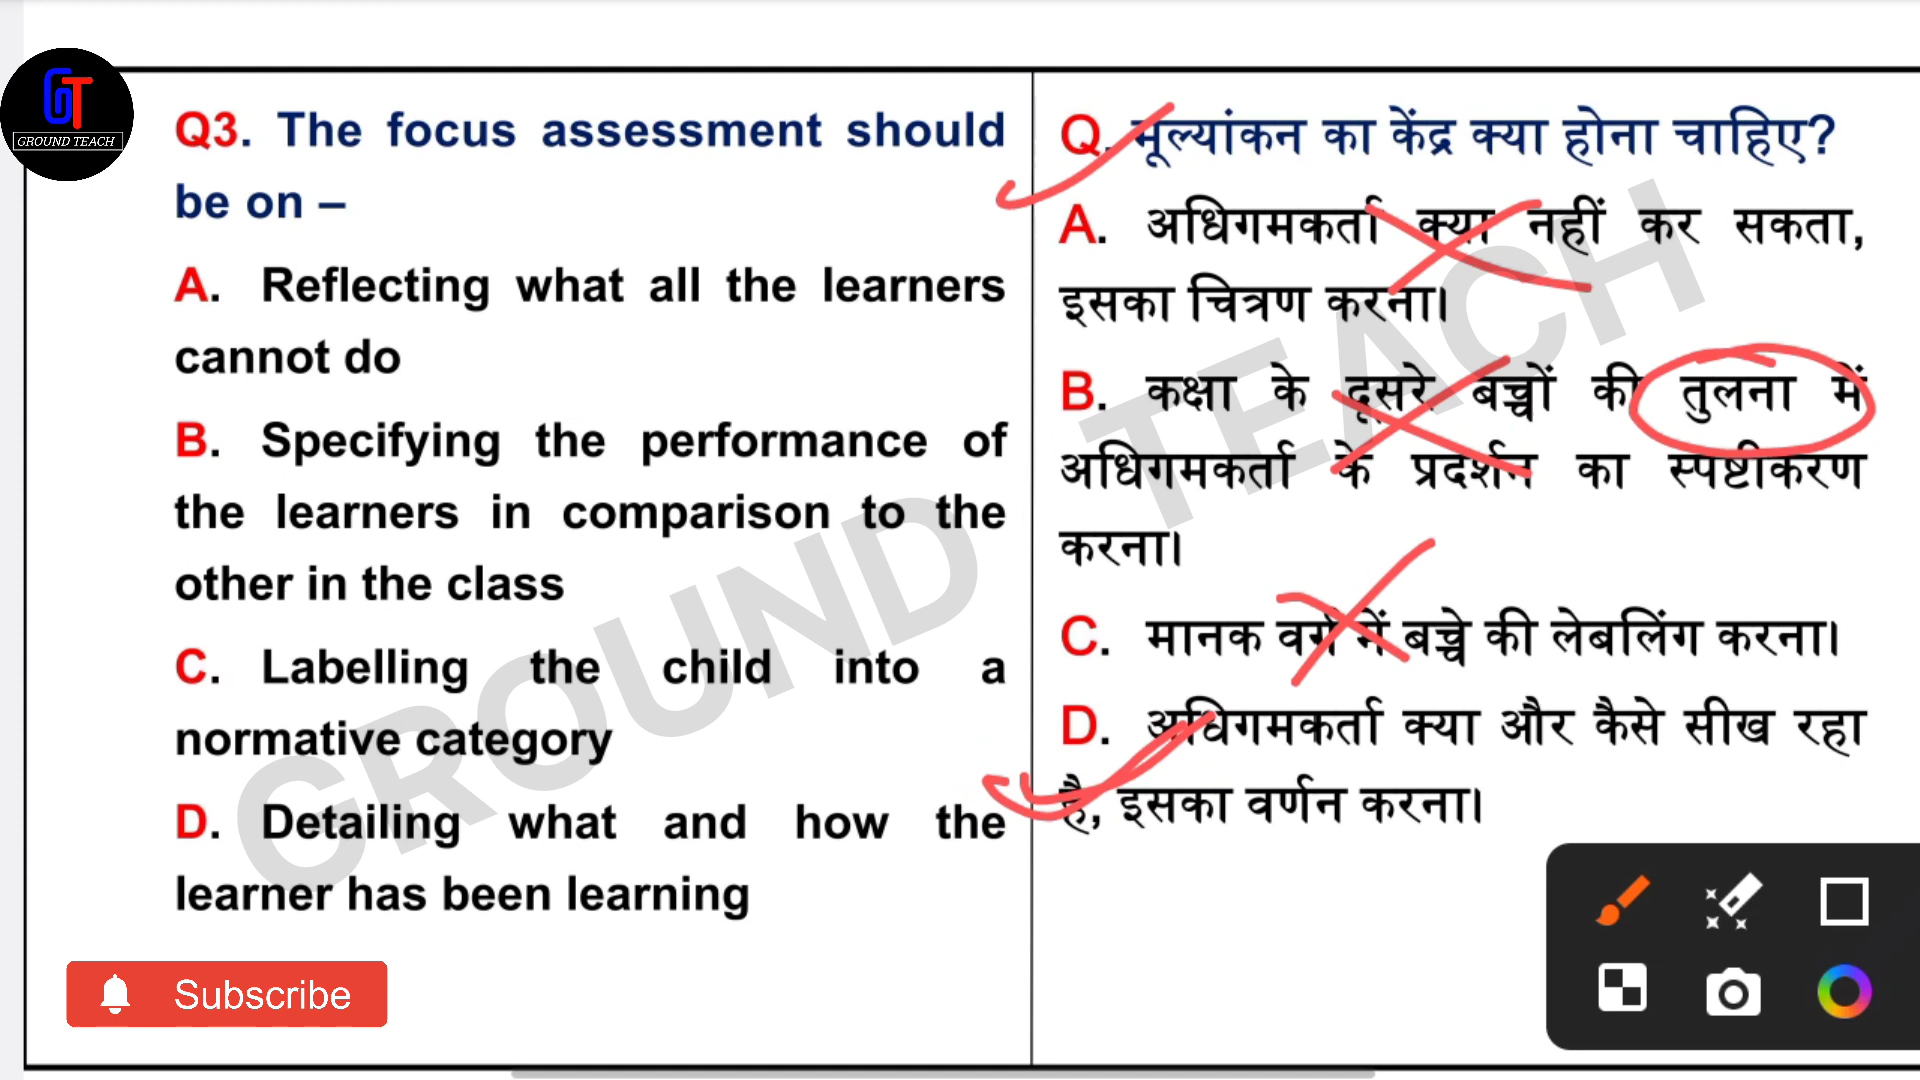 GT
GROUND TEACH
Q3. The focus assessment should
be on –
A. Reflecting what all the learners
cannot do
B. Specifying the performance of
the learners in comparison to the
other in the class
C. Labelling the child into a
normative category
D. Detailing what and how the
learner has been learning
Subscribe
Q. मूल्यांकन का केंद्र क्या होना चाहिए?
A. अधिगमकर्ता क्या नहीं कर सकता,
इसका चित्रण करना।
B. कक्षा के दूसरे बच्चों की तुलना में
अधिगमकर्ता के प्रदर्शन का स्पष्टीकरण
करना।
C. मानक वर्ग में बच्चे की लेबलिंग करना।
D. अधिगमकर्ता क्या और कैसे सीख रहा
है, इसका वर्णन करना।
GROUND TEACH